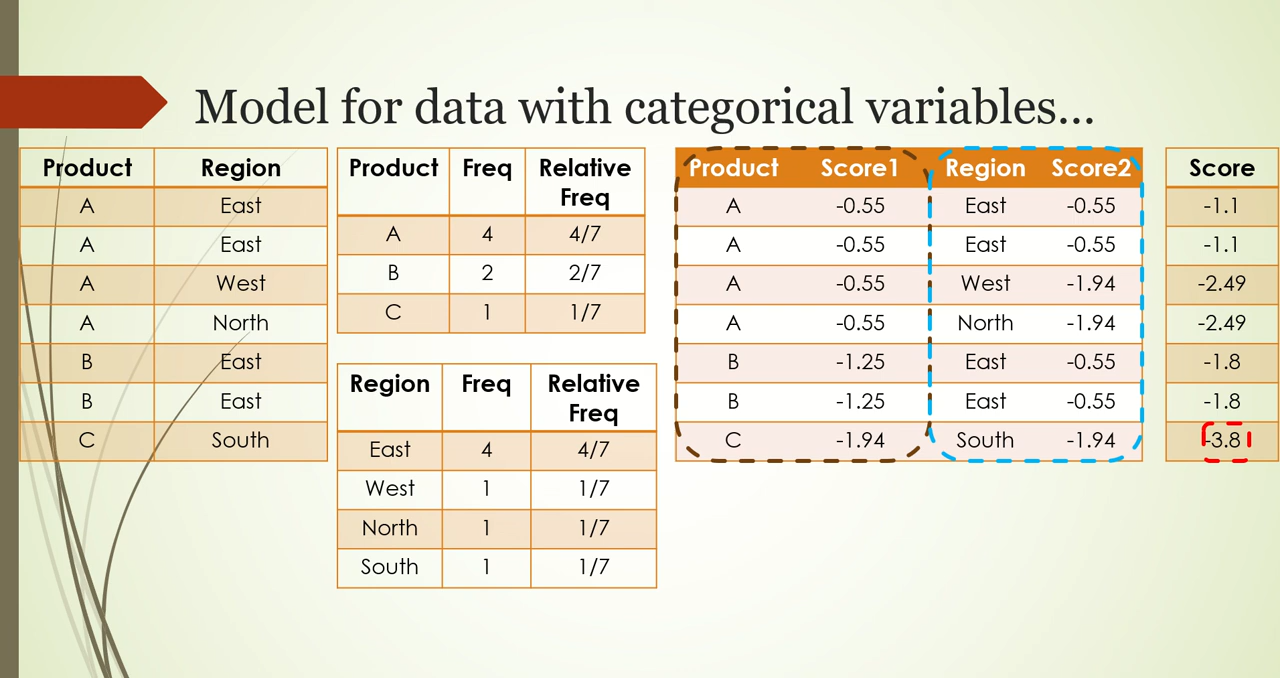 Model for data with categorical variables...
Product Region
A East
A East
A West
A North
B East
B East
C South
Product Freq Relative Freq
A 4 4/7
B 2 2/7
C 1 1/7
Region Freq Relative Freq
East 4 4/7
West 1 1/7
North 1 1/7
South 1 1/7
Product Score1 Region Score2
A -0.55 East -0.55
A -0.55 East -0.55
A -0.55 West -1.94
A -0.55 North -1.94
B -1.25 East -0.55
B -1.25 East -0.55
C -1.94 South -1.94
Score
-1.1
-1.1
-2.49
-2.49
-1.8
-1.8
-3.8